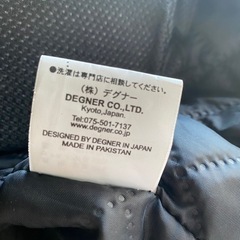 ●洗濯は専門店に相談してください。
(株) デグナー
DEGNER CO.,LTD.
Kyoto,Japan
Tel:075-501-7137
www.degner.co.jp
DESIGNED BY DEGNER IN JAPAN
MADE IN PAKISTAN